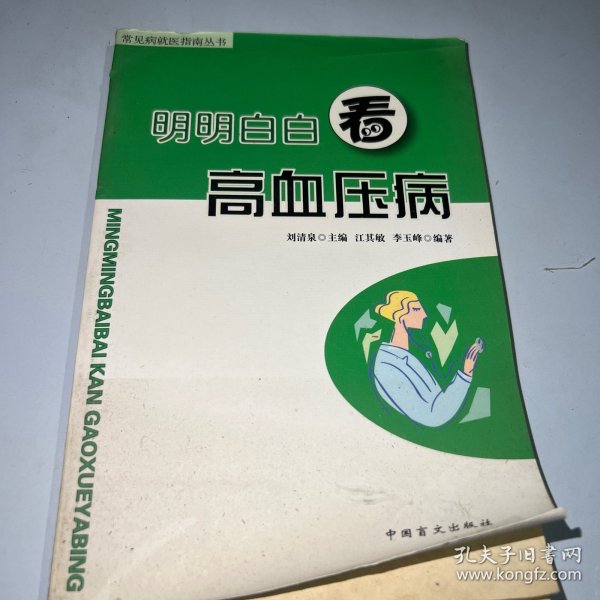 常见病就医指南丛书
明明白白看
高血压病
刘清泉◎主编 江其敏 李玉峰◎编著
MINGMINGBAIBAI KAN GAOXUEYABING
中国盲文出版社
孔夫子旧书网
www.kongfz.com